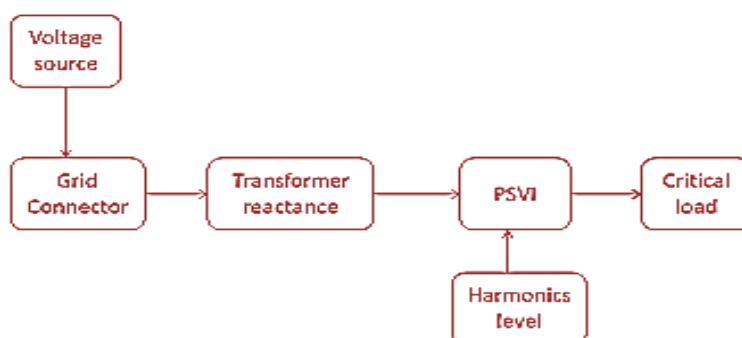 Voltage
source
Grid
Connector
Transformer
reactance
PSVI
Critical
load
Harmonics
level